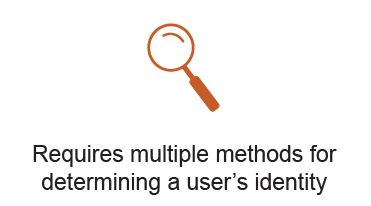 Requires multiple methods for
determining a user’s identity